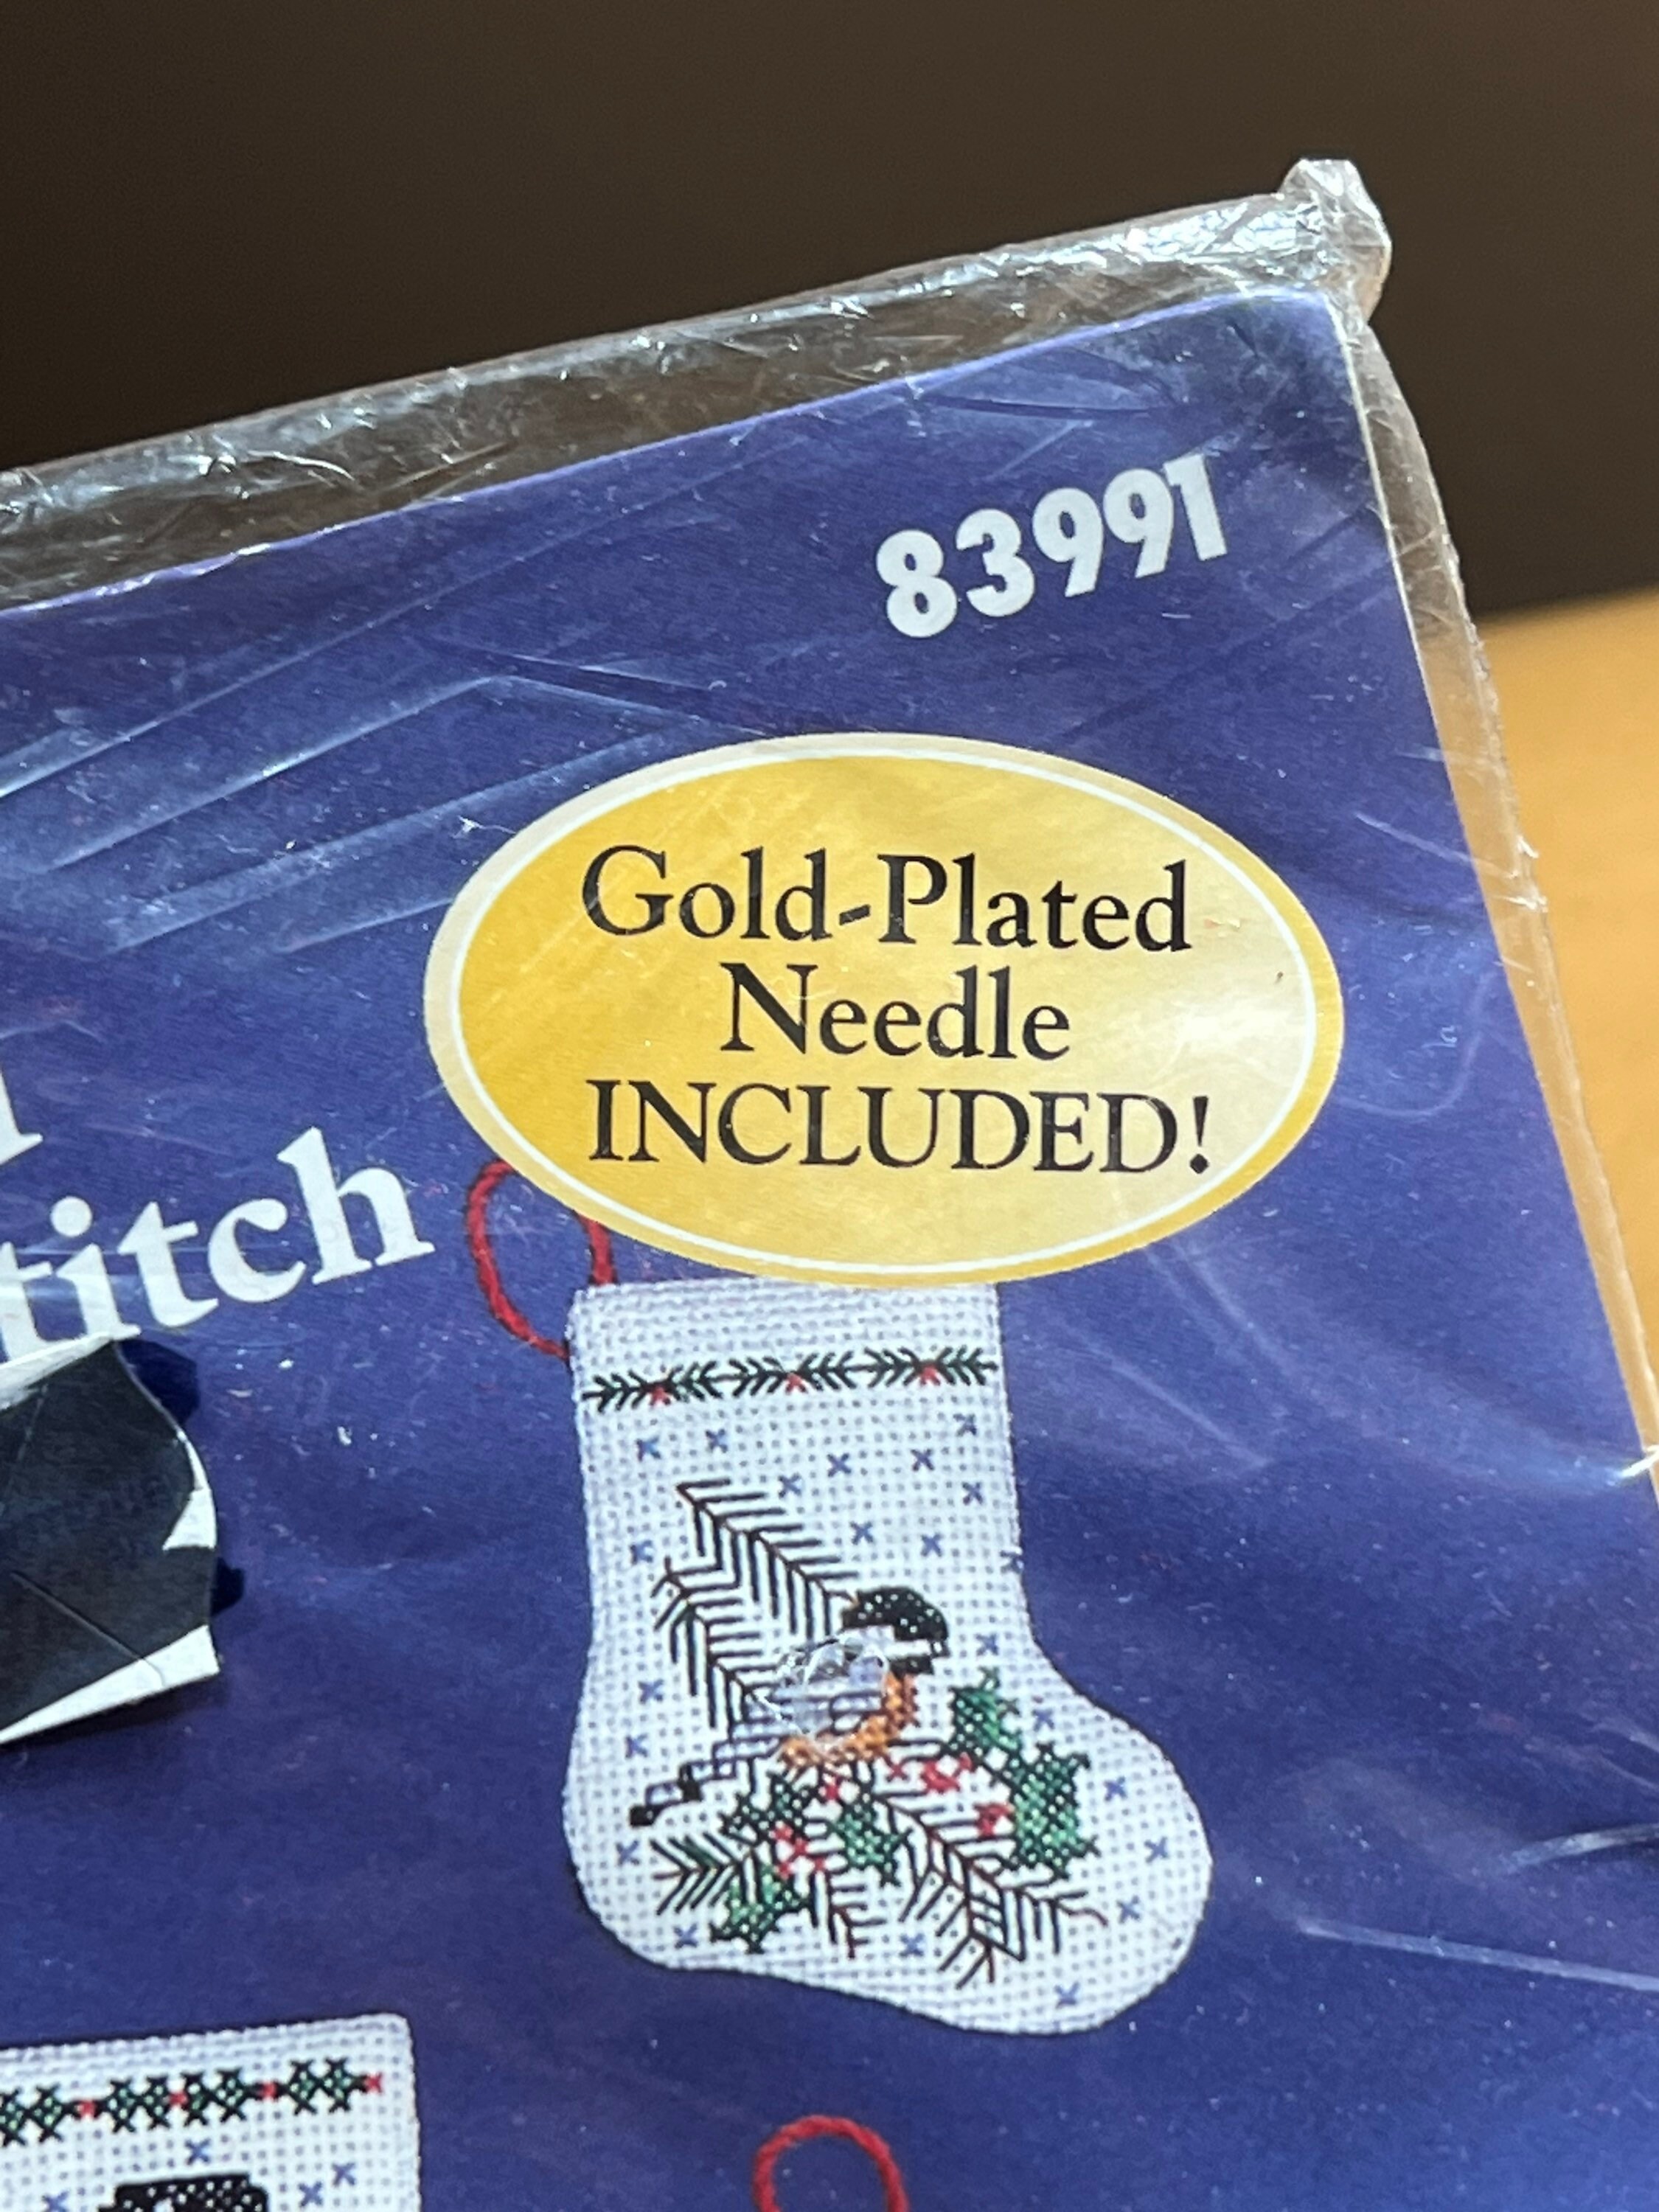 83991
Gold-Plated
Needle
INCLUDED!
titch